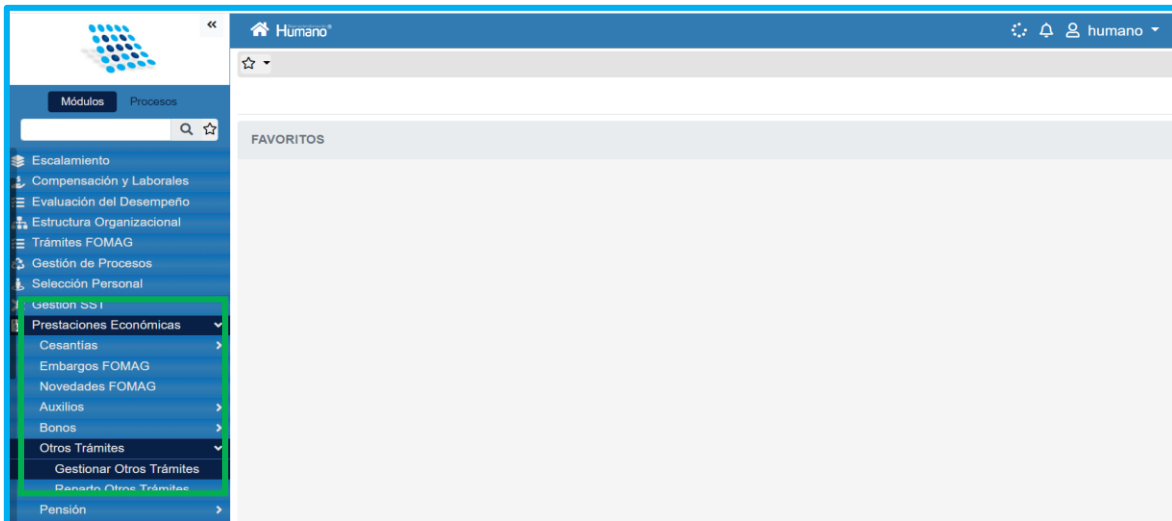 «
Humano®
humano
Módulos Procesos
FAVORITOS
Escalamiento
Compensación y Laborales
Evaluación del Desempeño
Estructura Organizacional
Trámites FOMAG
Gestión de Procesos
Selección Personal
Gestión SST
Prestaciones Económicas
Cesantías
Embargos FOMAG
Novedades FOMAG
Auxilios
Bonos
Otros Trámites
Gestionar Otros Trámites
Reparto Otros Trámites
Pensión